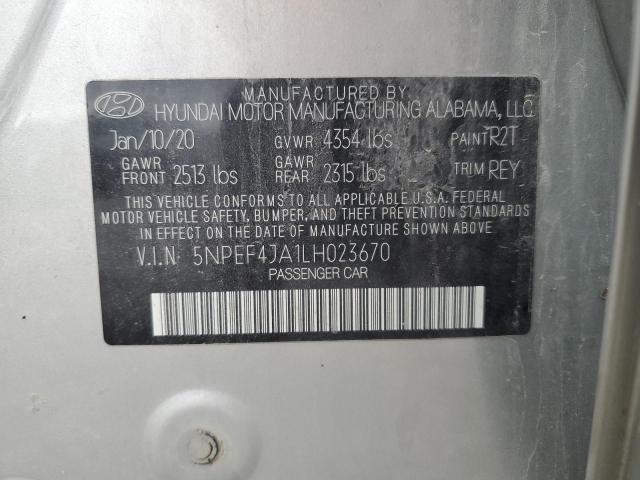 MANUFACTURED BY
HYUNDAI MOTOR MANUFACTURING ALABAMA, LLC
Jan/10/20 GVWR 4354 lbs PAINT R2T
GAWR FRONT 2513 lbs GAWR REAR 2315 lbs TRIM REY
THIS VEHICLE CONFORMS TO ALL APPLICABLE U.S.A. FEDERAL
MOTOR VEHICLE SAFETY, BUMPER, AND THEFT PREVENTION STANDARDS
IN EFFECT ON THE DATE OF MANUFACTURE SHOWN ABOVE.
V.I.N 5NPEF4JA1LH023670
PASSENGER CAR